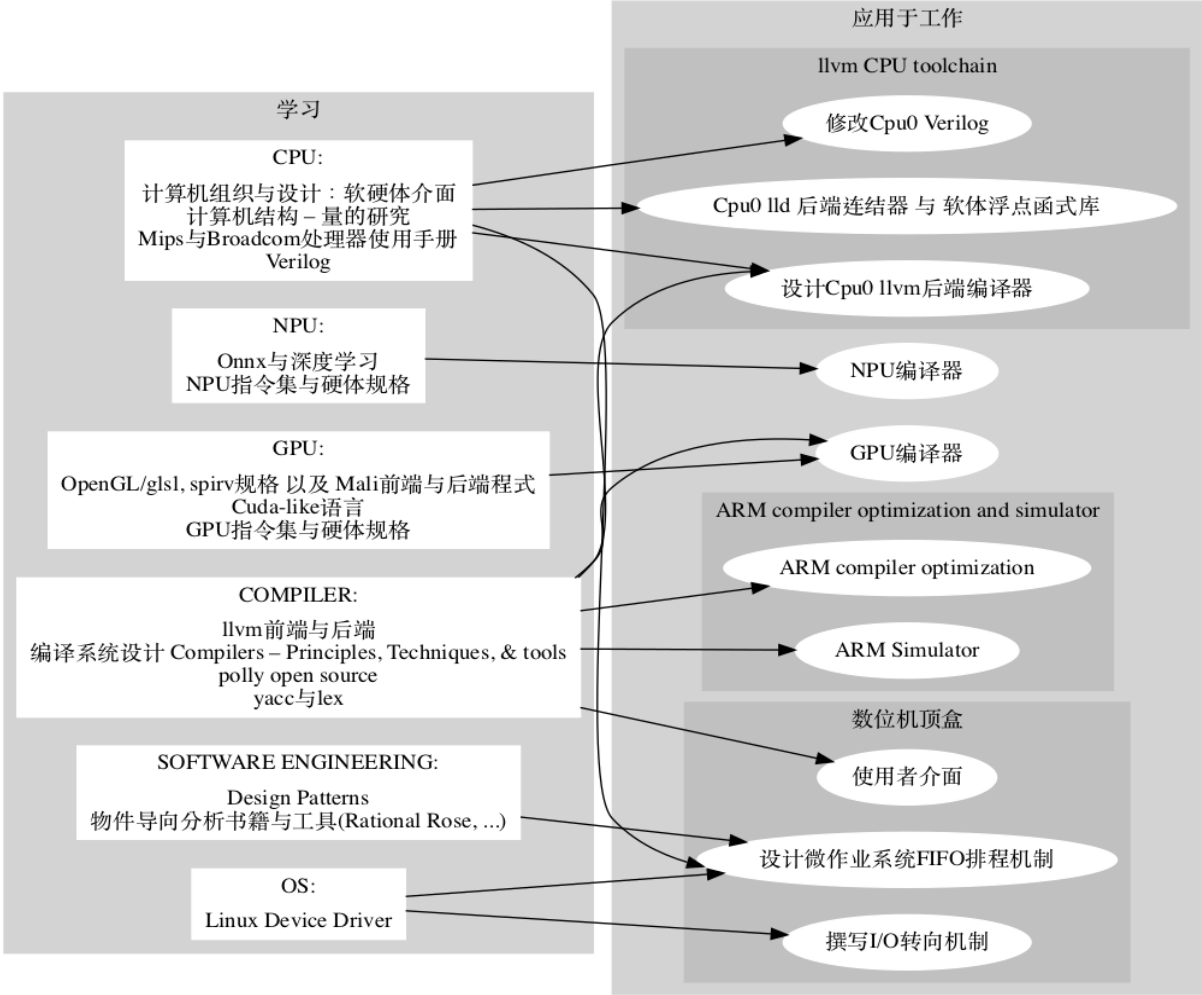 学习
CPU:
计算机组织与设计：软硬体介面
计算机结构 – 量的研究
Mips与Broadcom处理器使用手册
Verilog
NPU:
Onnx与深度学习
NPU指令集与硬体规格
GPU:
OpenGL/glsl, spirv规格 以及 Mali前端与后端程式
Cuda-like语言
GPU指令集与硬体规格
COMPILER:
llvm前端与后端
编译系统设计 Compilers – Principles, Techniques, & tools
polly open source
yacc与lex
SOFTWARE ENGINEERING:
Design Patterns
物件导向分析书籍与工具(Rational Rose, ...)
OS:
Linux Device Driver
应用于工作
llvm CPU toolchain
修改Cpu0 Verilog
Cpu0 lld 后端连结器 与 软体浮点函式库
设计Cpu0 llvm后端编译器
NPU编译器
GPU编译器
ARM compiler optimization and simulator
ARM compiler optimization
ARM Simulator
数位机顶盒
使用者介面
设计微作业系统FIFO排程机制
撰写I/O转向机制